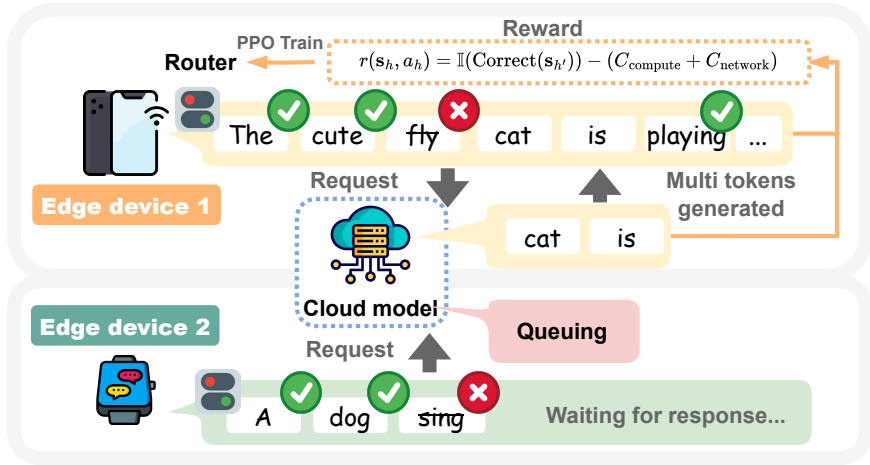 Reward
PPO Train
Router
r(s_h, a_h) = 𝕀(Correct(s_{h'})) − (C_compute + C_network)
The cute fly cat is playing ...
Request
Multi tokens
generated
Edge device 1
cat is
Cloud model
Edge device 2
Queuing
Request
A dog sing
Waiting for response...